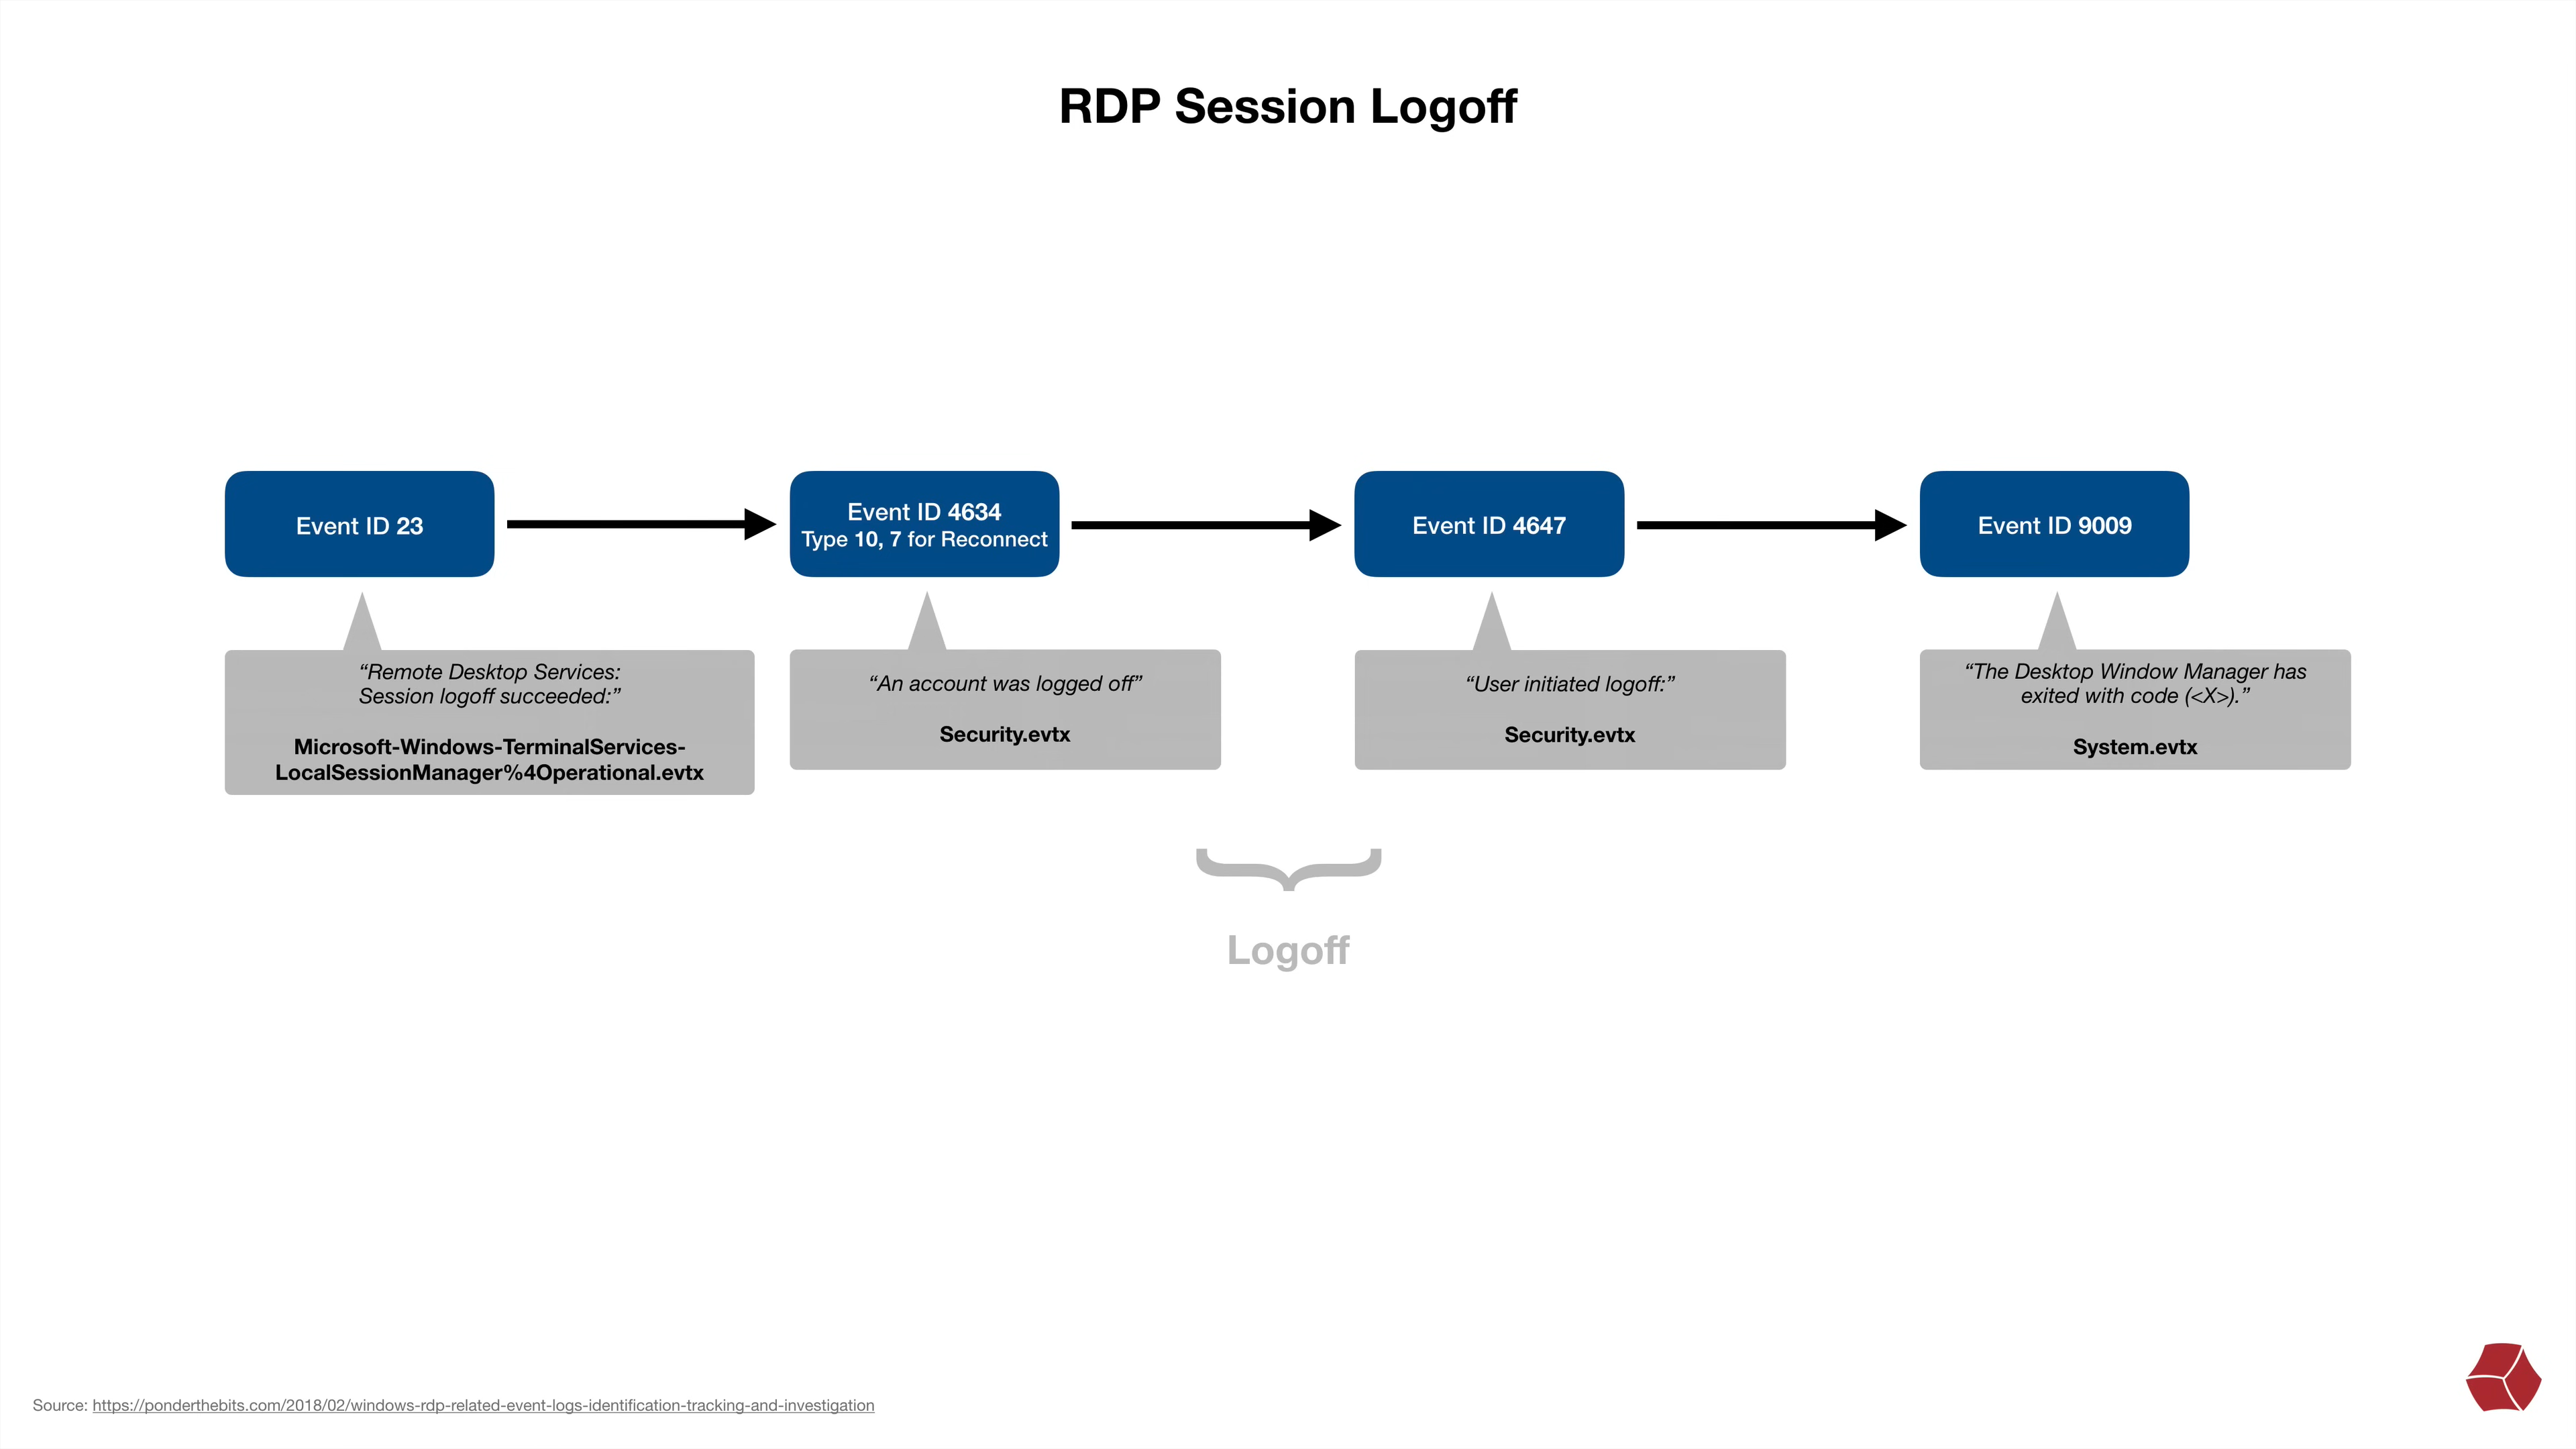 RDP Session Logoff
Event ID 23
Event ID 4634
Type 10, 7 for Reconnect
Event ID 4647
Event ID 9009
“Remote Desktop Services:
Session logoff succeeded:”
Microsoft-Windows-TerminalServices-
LocalSessionManager%4Operational.evtx
“An account was logged off”
Security.evtx
“User initiated logoff:”
Security.evtx
“The Desktop Window Manager has
exited with code (<X>).”
System.evtx
Logoff
Source: https://ponderthebits.com/2018/02/windows-rdp-related-event-logs-identification-tracking-and-investigation